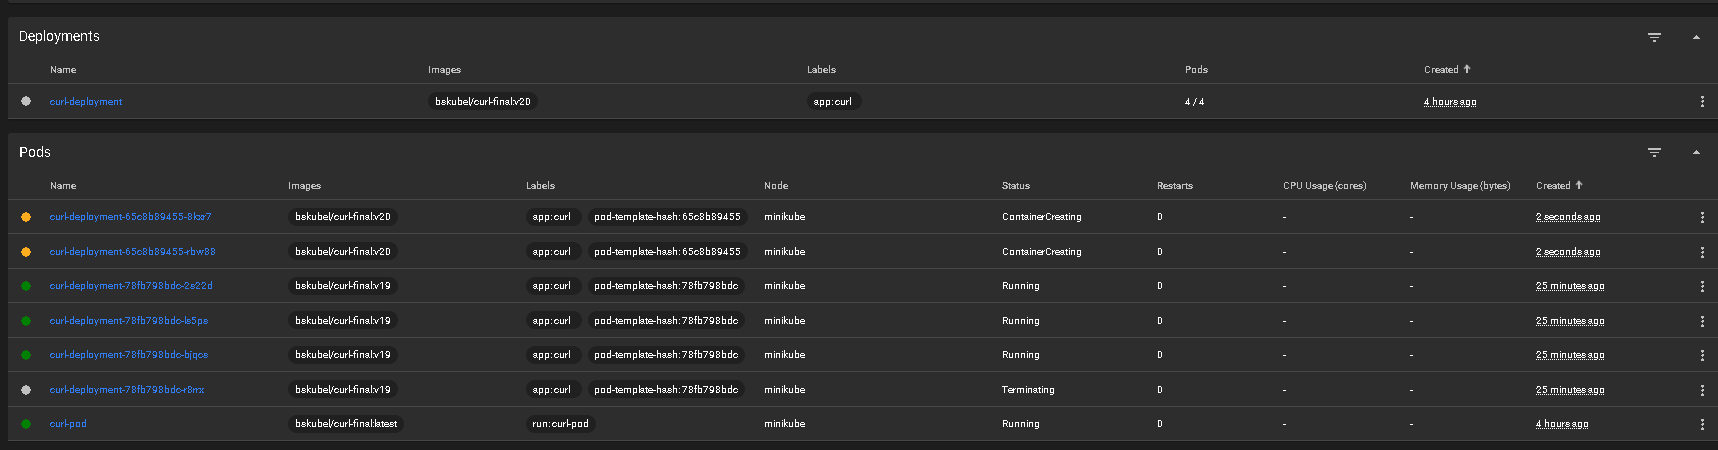 Deployments
Name Images Labels Pods Created ↑
curl-deployment bskubel/curl-final:v20 app: curl 4 / 4 4 hours ago
Pods
Name Images Labels Node Status Restarts CPU Usage (cores) Memory Usage (bytes) Created ↑
bskubel/curl-final:v20 app: curl pod-template-hash: 65c8b89455 minikube ContainerCreating 0 - - 2 seconds ago
curl-deployment-65c8b89455-rbw88 bskubel/curl-final:v20 app: curl pod-template-hash: 65c8b89455 minikube ContainerCreating 0 - - 2 seconds ago
curl-deployment-78fb798bdc-2s22d bskubel/curl-final:v19 app: curl pod-template-hash: 78fb798bdc minikube Running 0 - - 25 minutes ago
curl-deployment-78fb798bdc-ls5ps bskubel/curl-final:v19 app: curl pod-template-hash: 78fb798bdc minikube Running 0 - - 25 minutes ago
curl-deployment-78fb798bdc-bjqcs bskubel/curl-final:v19 app: curl pod-template-hash: 78fb798bdc minikube Running 0 - - 25 minutes ago
bskubel/curl-final:v19 app: curl pod-template-hash: 78fb798bdc minikube Terminating 0 - - 25 minutes ago
curl-pod bskubel/curl-final:latest run: curl-pod minikube Running 0 - - 4 hours ago